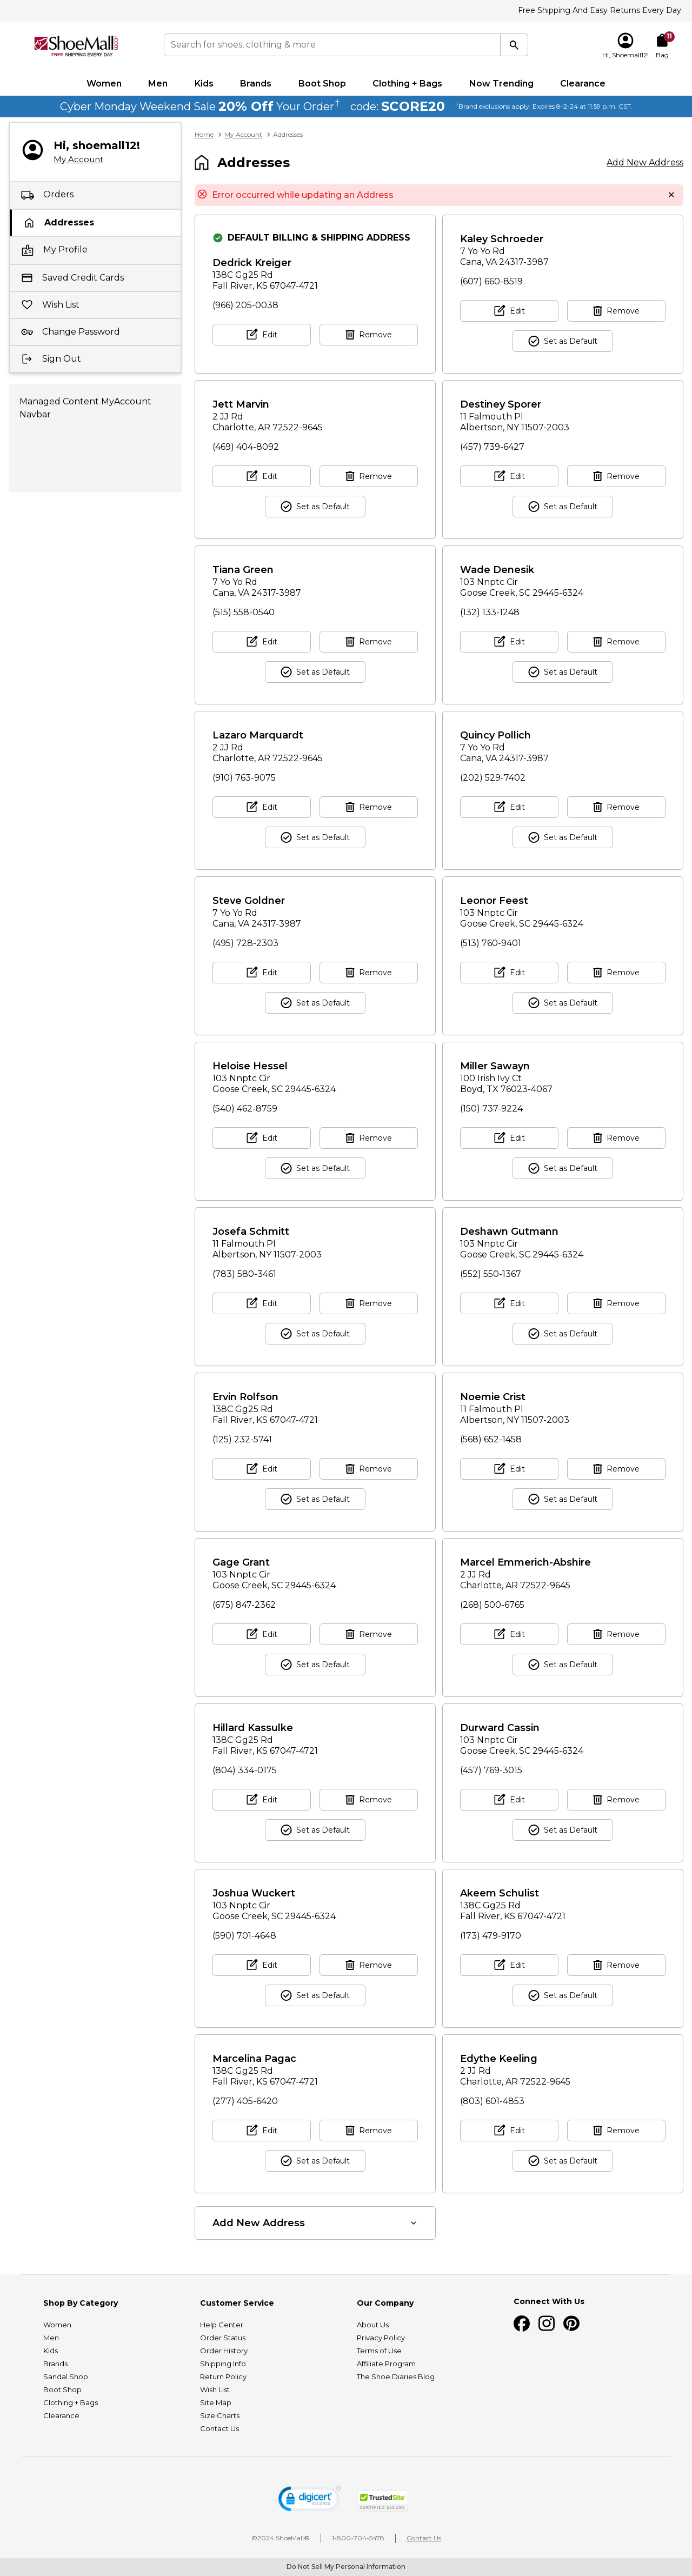 Free Shipping And Easy Returns Every Day
ShoeMall.com
FREE SHIPPING EVERY DAY
Search for shoes, clothing & more
Hi, Shoemall12!
11
Bag
Women Men Kids Brands Boot Shop Clothing + Bags Now Trending Clearance
Cyber Monday Weekend Sale 20% Off Your Order† code: SCORE20 †Brand exclusions apply. Expires 8-2-24 at 11:59 p.m. CST.
Hi, shoemall12!
My Account
Orders
Addresses
My Profile
Saved Credit Cards
Wish List
Change Password
Sign Out
Managed Content MyAccount
Navbar
Home > My Account > Addresses
Addresses
Add New Address
Error occurred while updating an Address
DEFAULT BILLING & SHIPPING ADDRESS
Dedrick Kreiger
138C Gg25 Rd
Fall River, KS 67047-4721
(966) 205-0038
Edit Remove
Kaley Schroeder
7 Yo Yo Rd
Cana, VA 24317-3987
(607) 660-8519
Edit Remove
Set as Default
Jett Marvin
2 JJ Rd
Charlotte, AR 72522-9645
(469) 404-8092
Edit Remove
Set as Default
Destiney Sporer
11 Falmouth Pl
Albertson, NY 11507-2003
(457) 739-6427
Edit Remove
Set as Default
Tiana Green
7 Yo Yo Rd
Cana, VA 24317-3987
(515) 558-0540
Edit Remove
Set as Default
Wade Denesik
103 Nnptc Cir
Goose Creek, SC 29445-6324
(132) 133-1248
Edit Remove
Set as Default
Lazaro Marquardt
2 JJ Rd
Charlotte, AR 72522-9645
(910) 763-9075
Edit Remove
Set as Default
Quincy Pollich
7 Yo Yo Rd
Cana, VA 24317-3987
(202) 529-7402
Edit Remove
Set as Default
Steve Goldner
7 Yo Yo Rd
Cana, VA 24317-3987
(495) 728-2303
Edit Remove
Set as Default
Leonor Feest
103 Nnptc Cir
Goose Creek, SC 29445-6324
(513) 760-9401
Edit Remove
Set as Default
Heloise Hessel
103 Nnptc Cir
Goose Creek, SC 29445-6324
(540) 462-8759
Edit Remove
Set as Default
Miller Sawayn
100 Irish Ivy Ct
Boyd, TX 76023-4067
(150) 737-9224
Edit Remove
Set as Default
Josefa Schmitt
11 Falmouth Pl
Albertson, NY 11507-2003
(783) 580-3461
Edit Remove
Set as Default
Deshawn Gutmann
103 Nnptc Cir
Goose Creek, SC 29445-6324
(552) 550-1367
Edit Remove
Set as Default
Ervin Rolfson
138C Gg25 Rd
Fall River, KS 67047-4721
(125) 232-5741
Edit Remove
Set as Default
Noemie Crist
11 Falmouth Pl
Albertson, NY 11507-2003
(568) 652-1458
Edit Remove
Set as Default
Gage Grant
103 Nnptc Cir
Goose Creek, SC 29445-6324
(675) 847-2362
Edit Remove
Set as Default
Marcel Emmerich-Abshire
2 JJ Rd
Charlotte, AR 72522-9645
(268) 500-6765
Edit Remove
Set as Default
Hillard Kassulke
138C Gg25 Rd
Fall River, KS 67047-4721
(804) 334-0175
Edit Remove
Set as Default
Durward Cassin
103 Nnptc Cir
Goose Creek, SC 29445-6324
(457) 769-3015
Edit Remove
Set as Default
Joshua Wuckert
103 Nnptc Cir
Goose Creek, SC 29445-6324
(590) 701-4648
Edit Remove
Set as Default
Akeem Schulist
138C Gg25 Rd
Fall River, KS 67047-4721
(173) 479-9170
Edit Remove
Set as Default
Marcelina Pagac
138C Gg25 Rd
Fall River, KS 67047-4721
(277) 405-6420
Edit Remove
Set as Default
Edythe Keeling
2 JJ Rd
Charlotte, AR 72522-9645
(803) 601-4853
Edit Remove
Set as Default
Add New Address
Shop By Category
Women
Men
Kids
Brands
Sandal Shop
Boot Shop
Clothing + Bags
Clearance
Customer Service
Help Center
Order Status
Order History
Shipping Info
Return Policy
Wish List
Site Map
Size Charts
Contact Us
Our Company
About Us
Privacy Policy
Terms of Use
Affiliate Program
The Shoe Diaries Blog
Connect With Us
digicert
SECURED
TrustedSite
CERTIFIED SECURE
©2024 ShoeMall® | 1-800-704-5478 | Contact Us
Do Not Sell My Personal Information